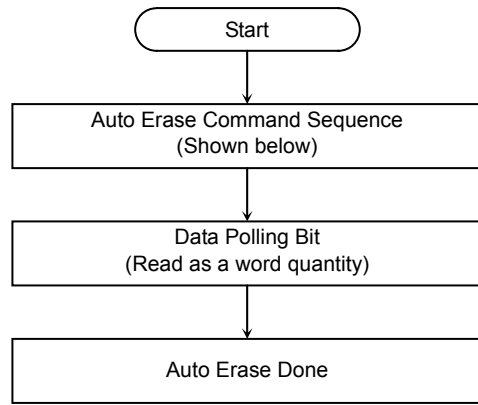 Start
Auto Erase Command Sequence
(Shown below)
Data Polling Bit
(Read as a word quantity)
Auto Erase Done